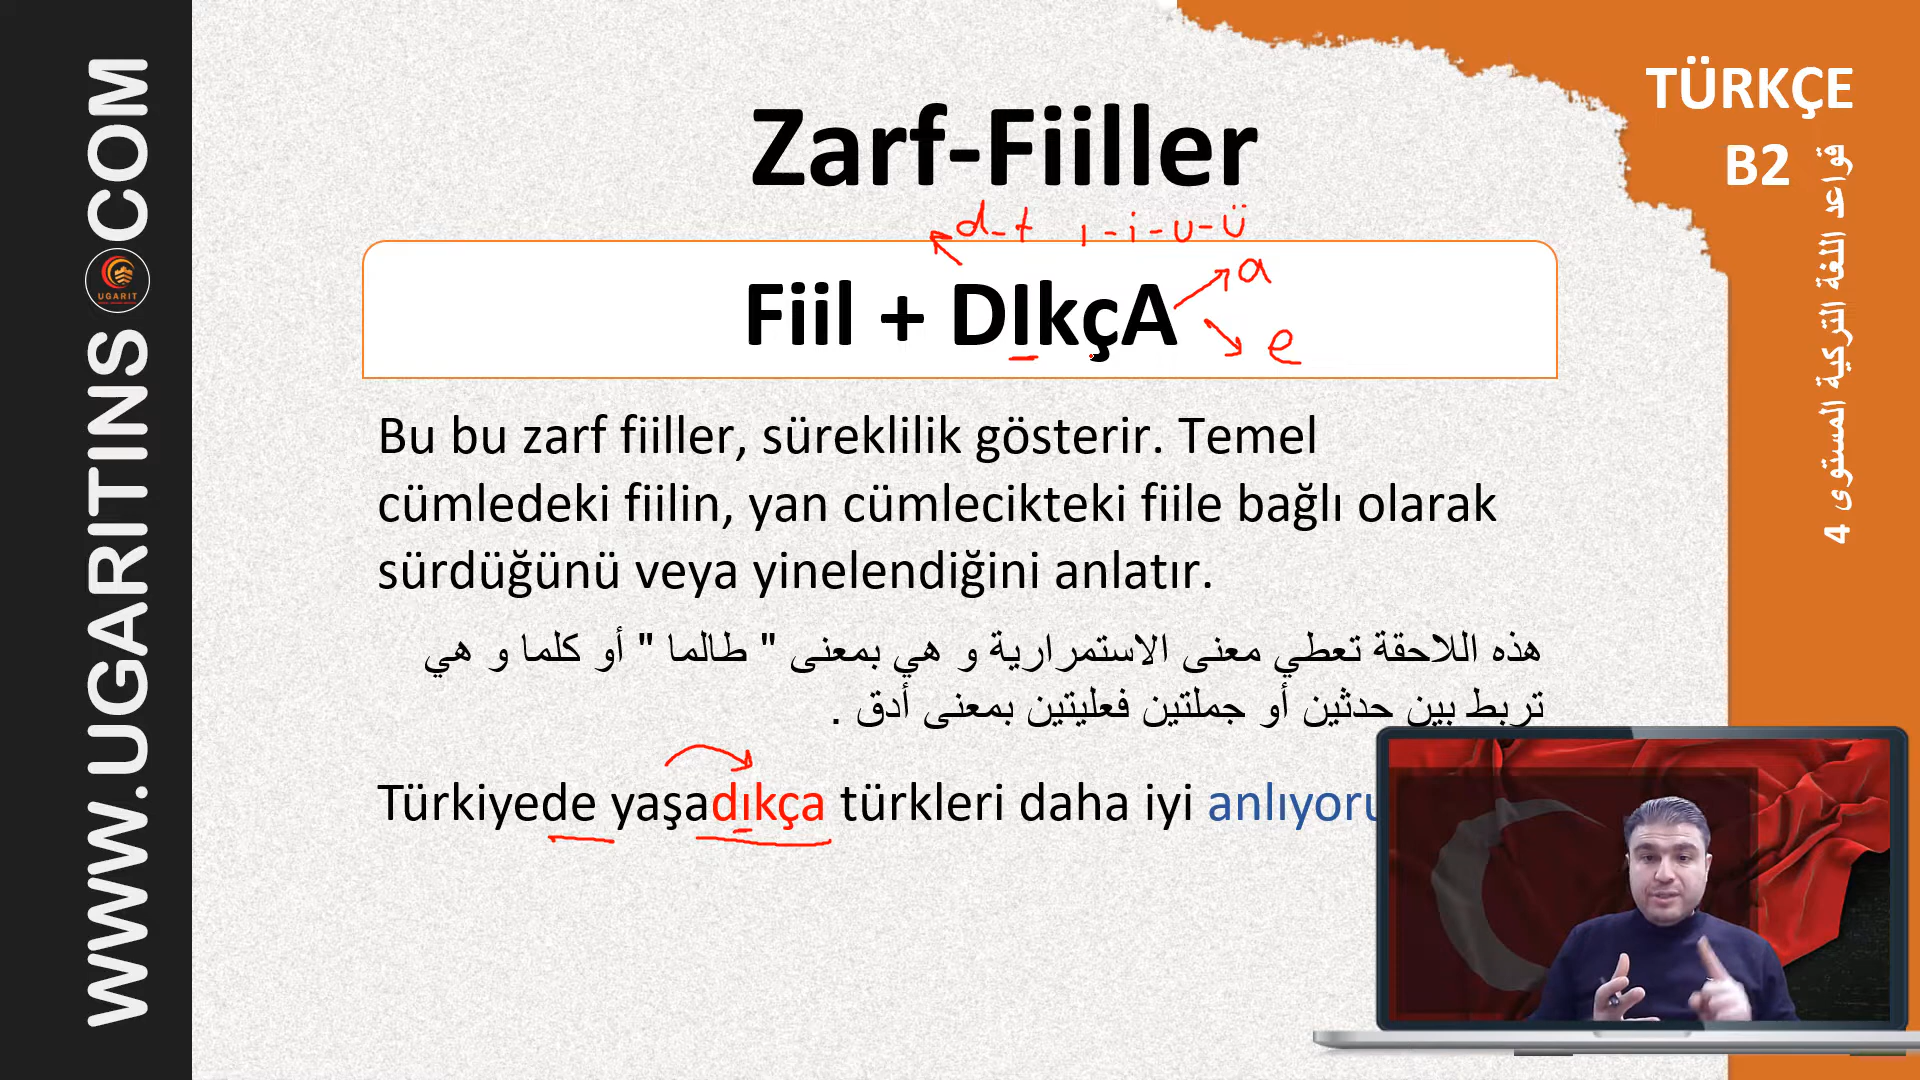 WWW.UGARITINS.COM
UGARIT
TÜRKÇE
B2
قواعد اللغة التركية المستوى 4
Zarf-Fiiller
d-t ı-i-u-ü
a
Fiil + DIkçA
e
Bu bu zarf fiiller, süreklilik gösterir. Temel
cümledeki fiilin, yan cümlecikteki fiile bağlı olarak
sürdüğünü veya yinelendiğini anlatır.
هذه اللاحقة تعطي معنى الاستمرارية و هي بمعنى " طالما " أو كلما و هي
تربط بين حدثين أو جملتين فعليتين بمعنى أدق .
Türkiyede yaşadıkça türkleri daha iyi